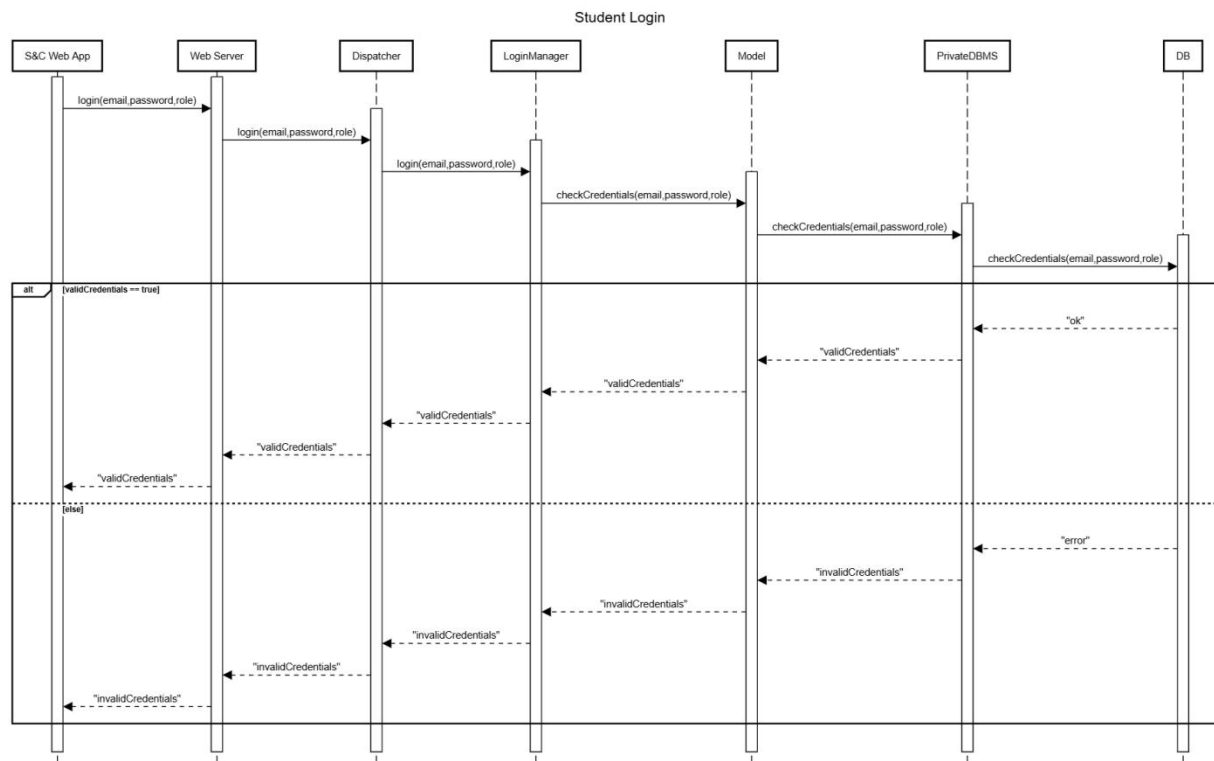 Student Login
S&C Web App
Web Server
Dispatcher
LoginManager
Model
PrivateDBMS
DB
login(email,password,role)
login(email,password,role)
login(email,password,role)
checkCredentials(email,password,role)
checkCredentials(email,password,role)
checkCredentials(email,password,role)
alt
[validCredentials == true]
"ok"
"validCredentials"
"validCredentials"
"validCredentials"
"validCredentials"
"validCredentials"
[else]
"error"
"invalidCredentials"
"invalidCredentials"
"invalidCredentials"
"invalidCredentials"
"invalidCredentials"